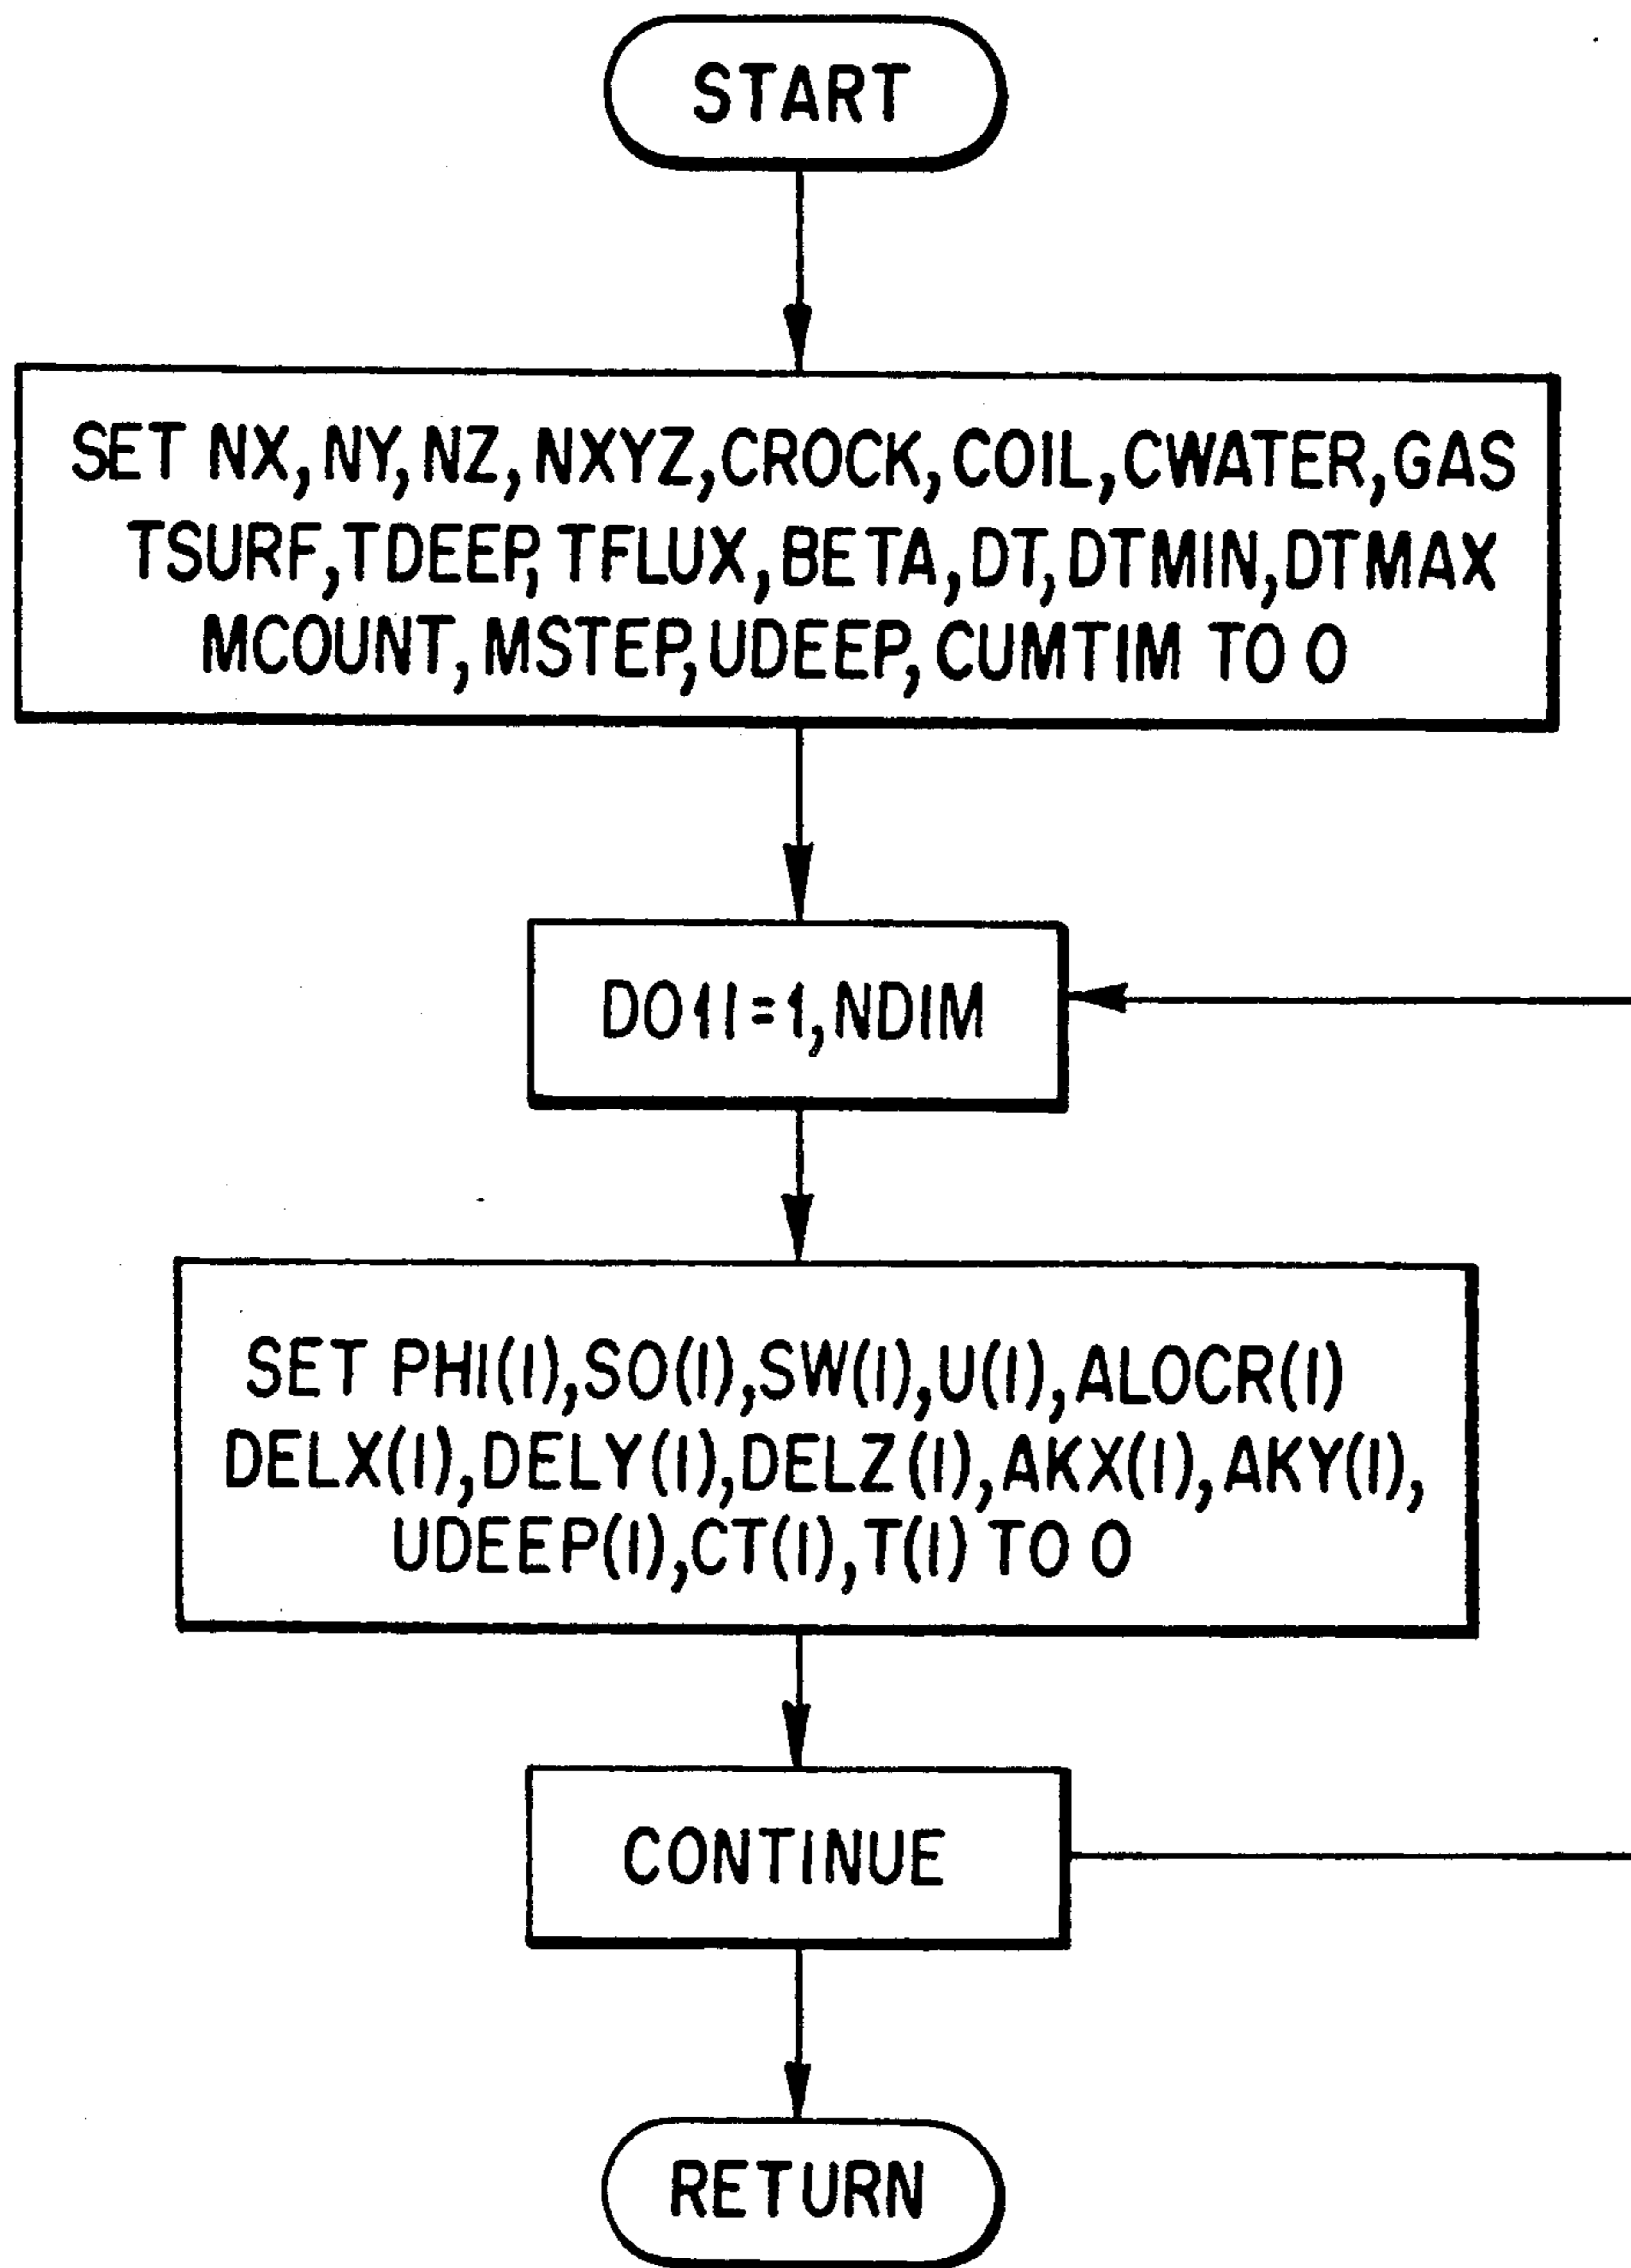 START
SET NX, NY, NZ, NXYZ, CROCK, COIL, CWATER, GAS
TSURF, TDEEP, TFLUX, BETA, DT, DTMIN, DTMAX
MCOUNT, MSTEP, UDEEP, CUMTIM TO 0
DO1I=1, NDIM
SET PHI(I), SO(I), SW(I), U(I), ALOCR(I)
DELX(I), DELY(I), DELZ(I), AKX(I), AKY(I),
UDEEP(I), CT(I), T(I) TO 0
CONTINUE
RETURN